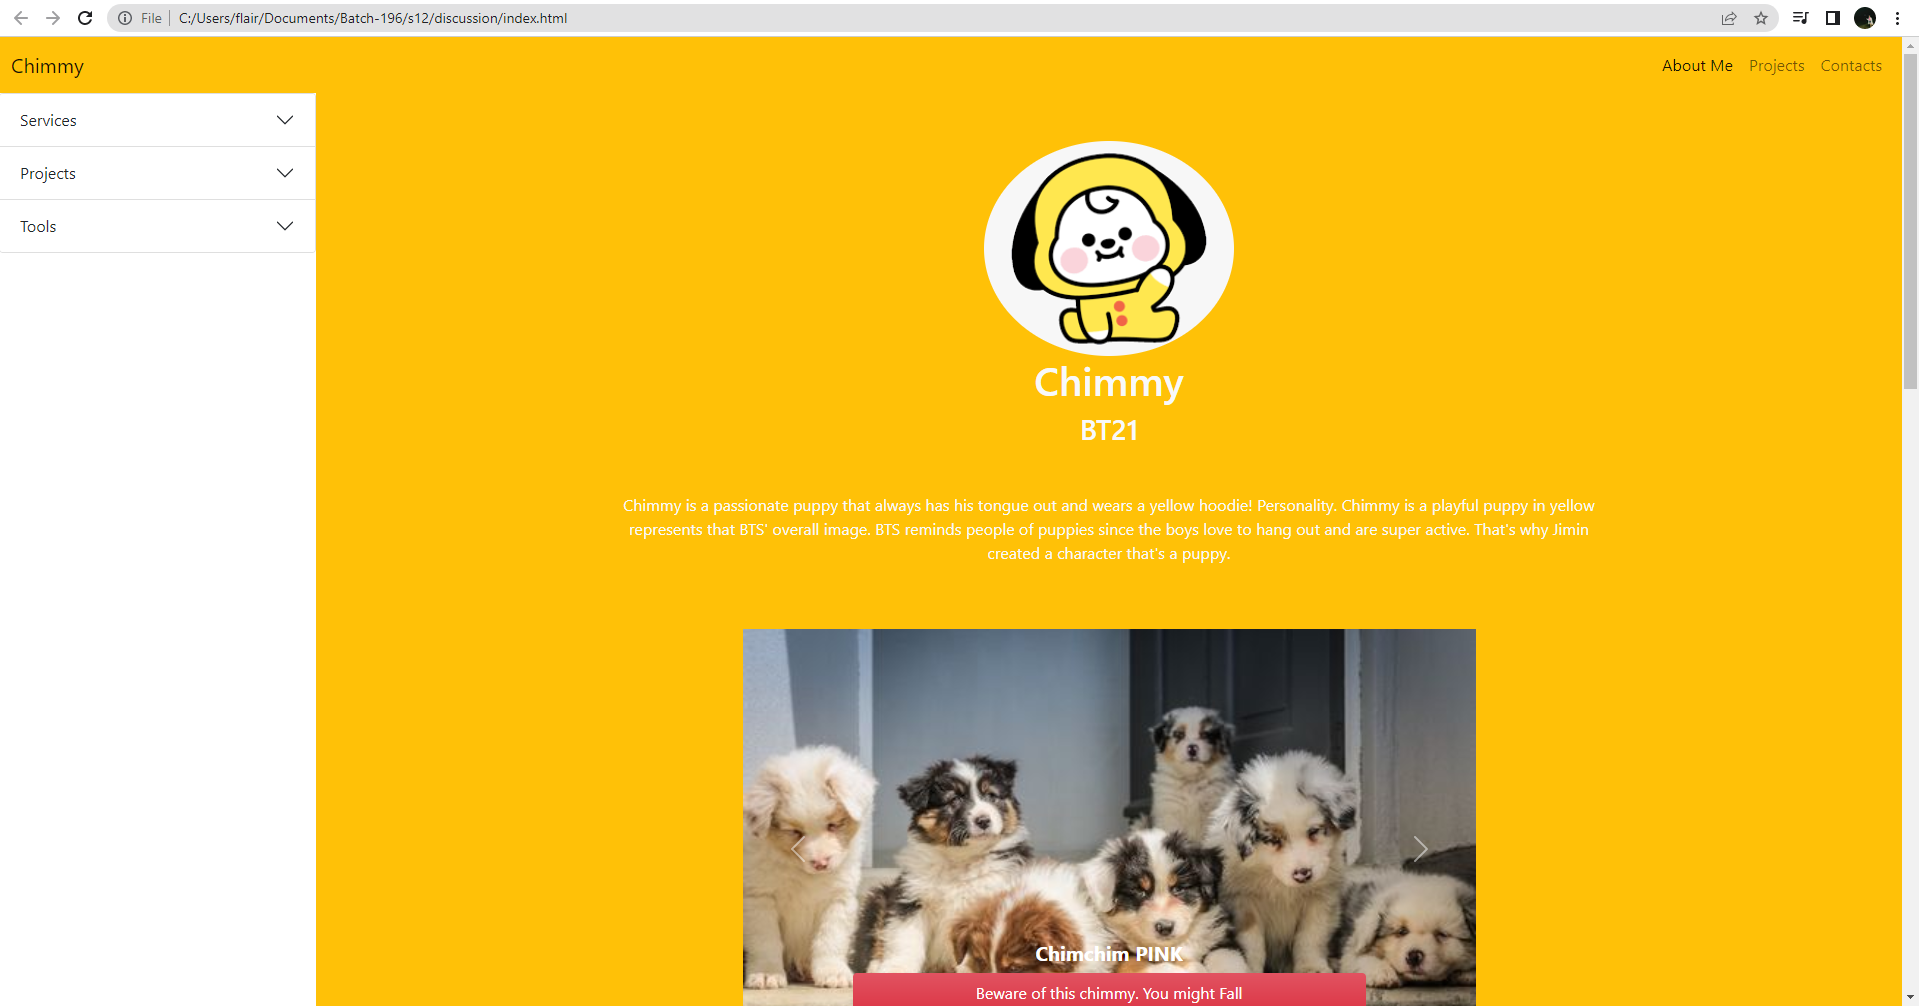 File
C:/Users/flair/Documents/Batch-196/s12/discussion/index.html
Chimmy
About Me
Projects
Contacts
Services
Projects
Tools
Chimmy
BT21
Chimmy is a passionate puppy that always has his tongue out and wears a yellow hoodie! Personality. Chimmy is a playful puppy in yellow
represents that BTS' overall image. BTS reminds people of puppies since the boys love to hang out and are super active. That's why Jimin
created a character that's a puppy.
Chimchim PINK
Beware of this chimmy. You might Fall